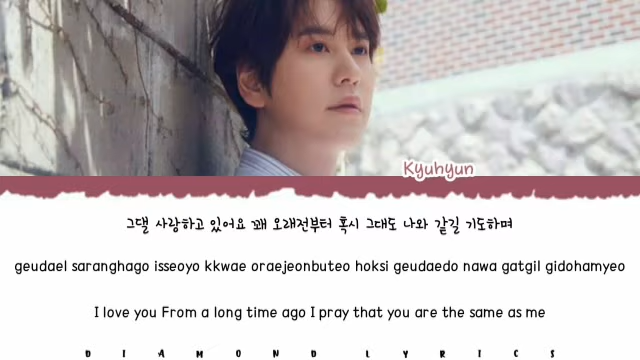 Kyuhyun
그댈 사랑하고 있어요 꽤 오래전부터 혹시 그대도 나와 같길 기도하며
geudael saranghago isseoyo kkwae oraejeonbuteo hoksi geudaedo nawa gatgil gidohamyeo
I love you From a long time ago I pray that you are the same as me
DIAMOND LYRICS